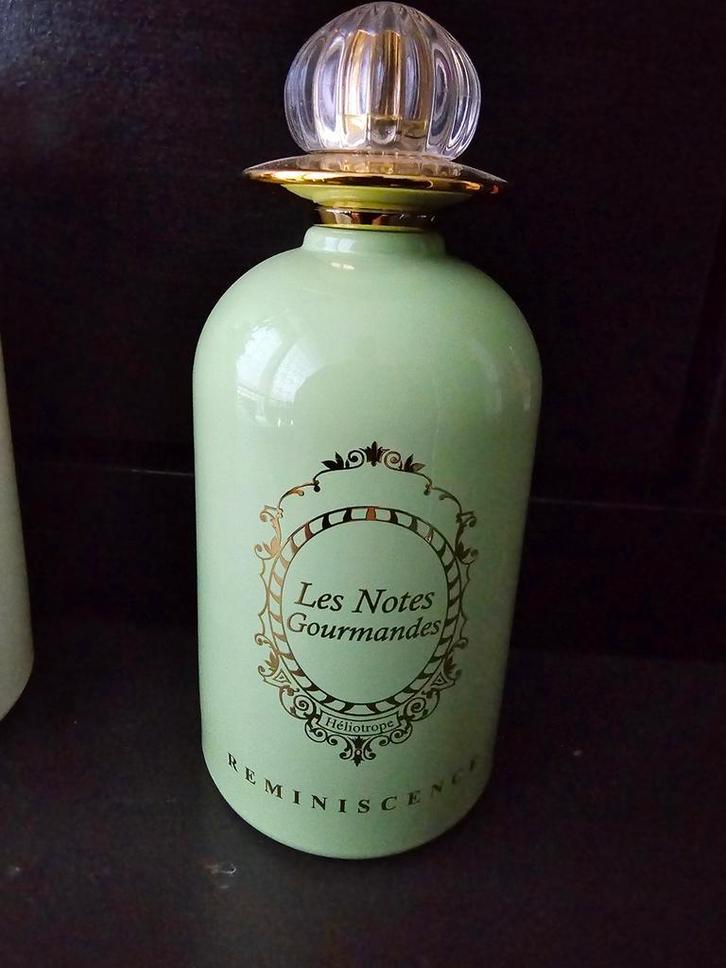 Les Notes
Gourmandes
Héliotrope
REMINISCENCE